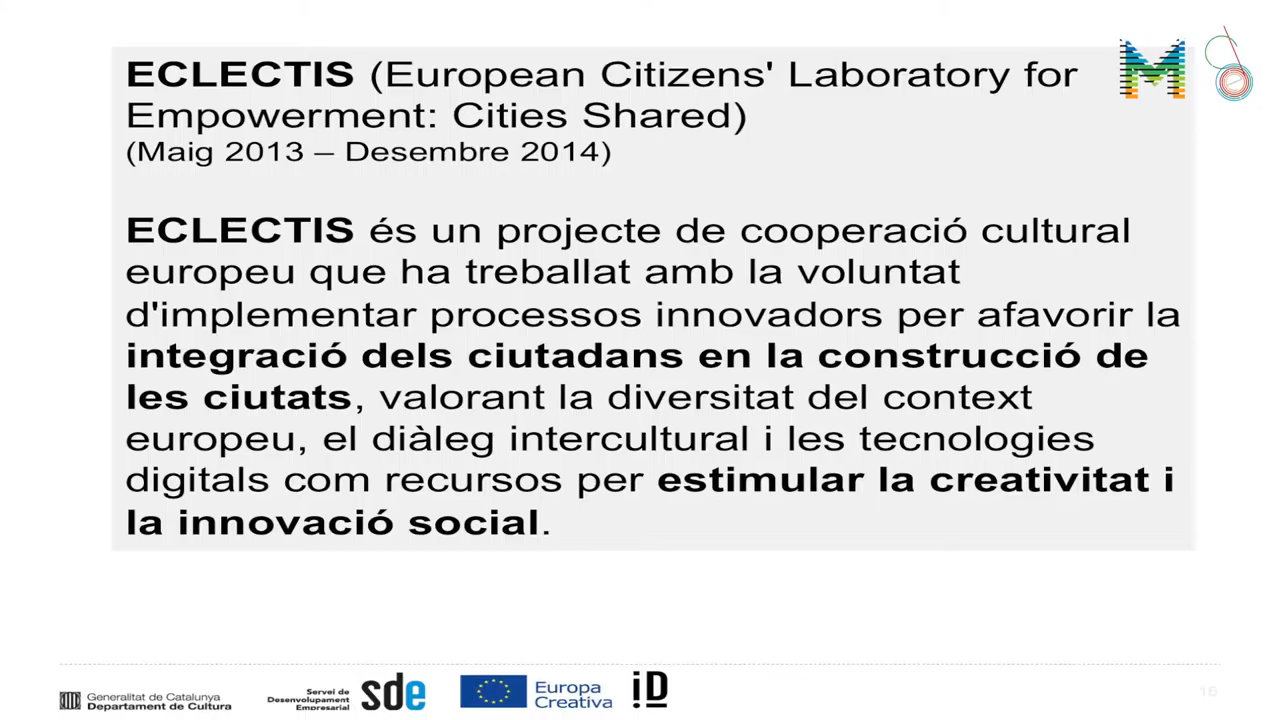 ECLECTIS (European Citizens' Laboratory for
Empowerment: Cities Shared)
(Maig 2013 – Desembre 2014)
ECLECTIS és un projecte de cooperació cultural
europeu que ha treballat amb la voluntat
d'implementar processos innovadors per afavorir la
integració dels ciutadans en la construcció de
les ciutats, valorant la diversitat del context
europeu, el diàleg intercultural i les tecnologies
digitals com recursos per estimular la creativitat i
la innovació social.
M
Generalitat de Catalunya
Departament de Cultura
Servei de
Desenvolupament
Empresarial
sde
Europa
Creativa
iD
16